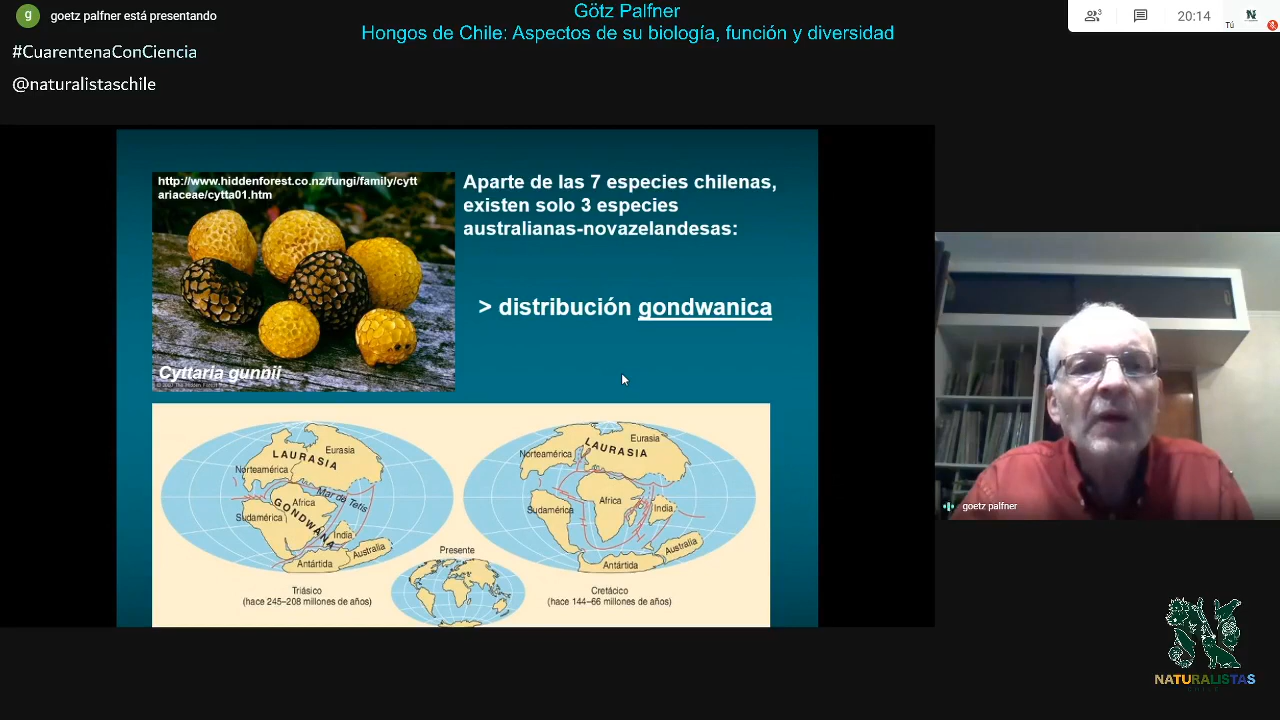 g
goetz palfner está presentando
#CuarentenaConCiencia
@naturalistaschile
Götz Palfner
Hongos de Chile: Aspectos de su biología, función y diversidad
3
20:14
Tú
http://www.hiddenforest.co.nz/fungi/family/cytt
ariaceae/cytta01.htm
Cyttaria gunnii
Aparte de las 7 especies chilenas,
existen solo 3 especies
australianas-novazelandesas:
> distribución gondwanica
LAURASIA
Eurasia
Norteamérica
Mar de Tetis
Africa
GONDWANA
Sudamérica
India
Australia
Antártida
Triásico
(hace 245–208 millones de años)
Presente
LAURASIA
Eurasia
Norteamérica
Africa
Sudamérica
India
Australia
Antártida
Cretácico
(hace 144–66 millones de años)
goetz palfner
NATURALISTAS
CHILE